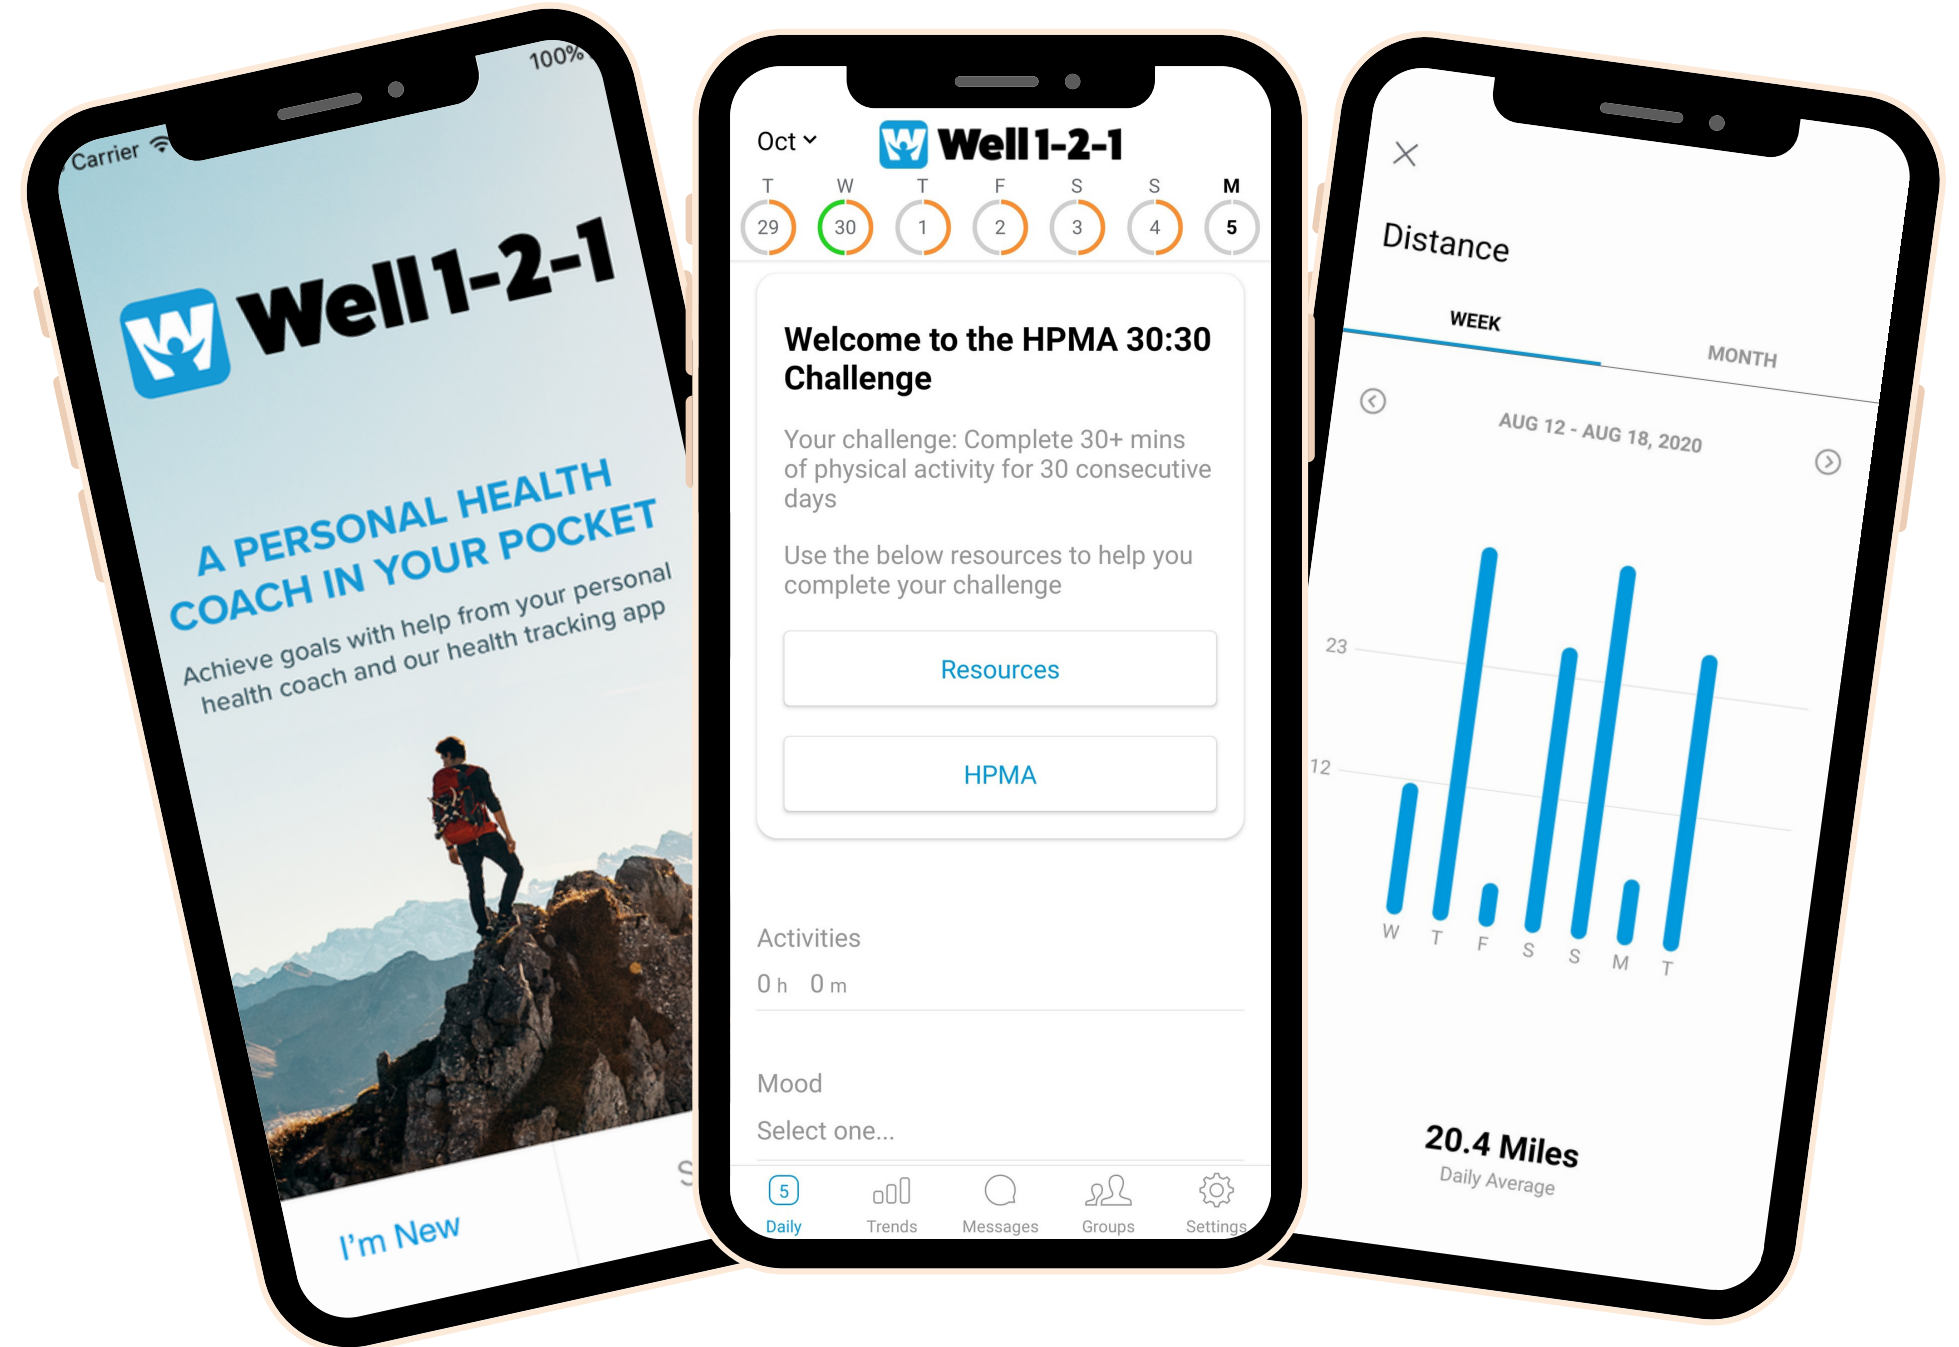 Carrier
100%
Well 1-2-1
A PERSONAL HEALTH
COACH IN YOUR POCKET
Achieve goals with help from your personal
health coach and our health tracking app
I'm New
S
Oct
Well 1-2-1
T W T F S S M
29 30 1 2 3 4 5
Welcome to the HPMA 30:30
Challenge
Your challenge: Complete 30+ mins
of physical activity for 30 consecutive
days
Use the below resources to help you
complete your challenge
Resources
HPMA
Activities
0 h 0 m
Mood
Select one...
5
Daily Trends Messages Groups Settings
Distance
WEEK MONTH
AUG 12 - AUG 18, 2020
23
12
W T F S S M T
20.4 Miles
Daily Average